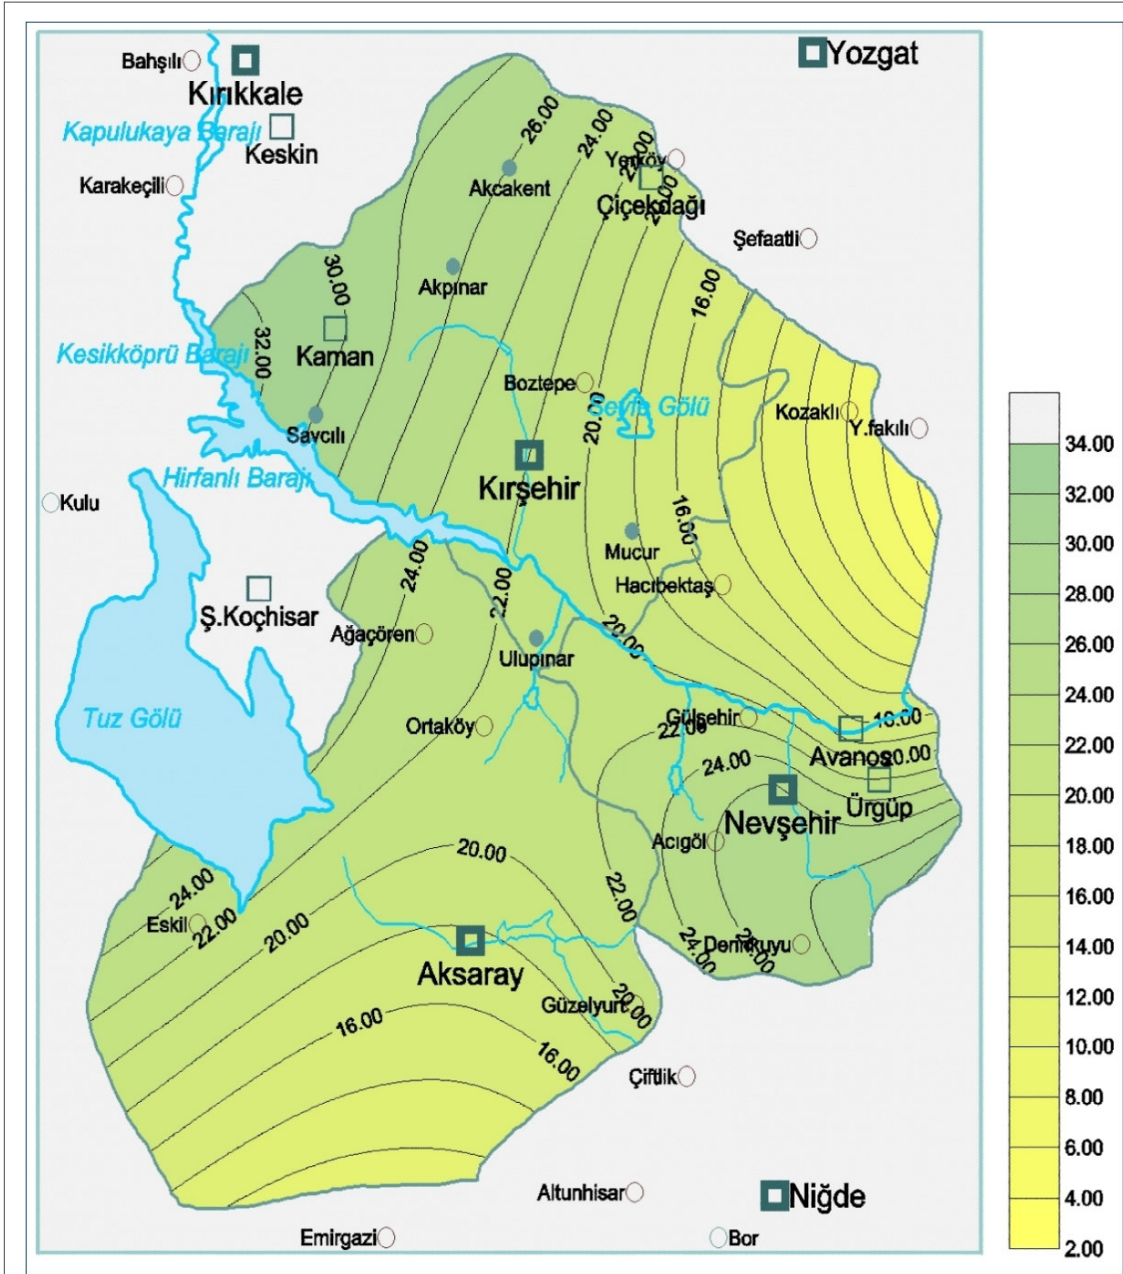 Bahşılı
Kırıkkale
Yozgat
Kapulukaya Barajı
Keskin
Karakeçili
26.00
24.00
22.00
Yerköy
Akcakent
Çiçekdağı
Şefaatli
30.00
Akpınar
16.00
32.00
Kesikköprü Barajı
Kaman
Boztepe
20.00
Seyfe Gölü
Kozaklı
Y.fakılı
Savcılı
Hirfanlı Barajı
Kırşehir
Kulu
16.00
Mucur
24.00
22.00
Hacıbektaş
Ş.Koçhisar
Ağaçören
20.00
Ulupınar
Tuz Gölü
Ortaköy
Gülşehir
22.00
18.00
Avanos
20.00
24.00
Nevşehir
Ürgüp
Acıgöl
20.00
24.00
22.00
Eskil
22.00
20.00
24.00
Derinkuyu
Aksaray
Güzelyurt
20.00
16.00
16.00
Çiftlik
Altunhisar
Niğde
Emirgazi
Bor
34.00
32.00
30.00
28.00
26.00
24.00
22.00
20.00
18.00
16.00
14.00
12.00
10.00
8.00
6.00
4.00
2.00